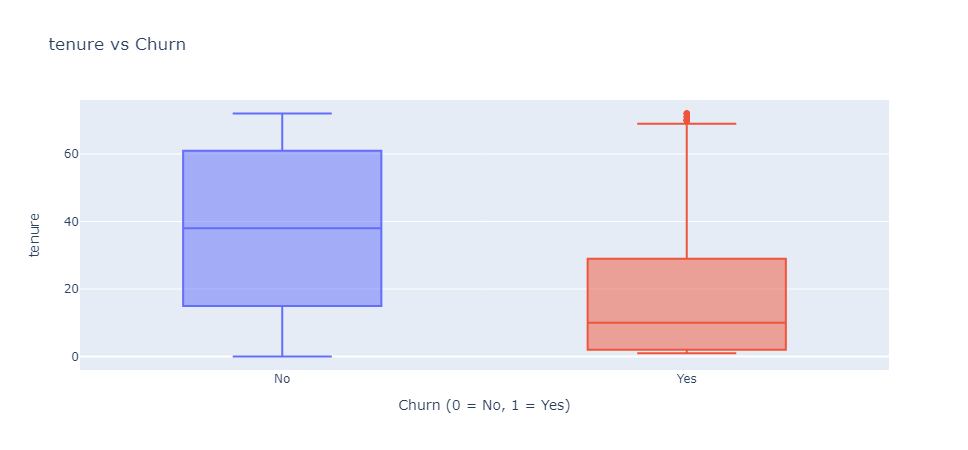 tenure vs Churn
tenure
60
40
20
0
No
Yes
Churn (0 = No, 1 = Yes)